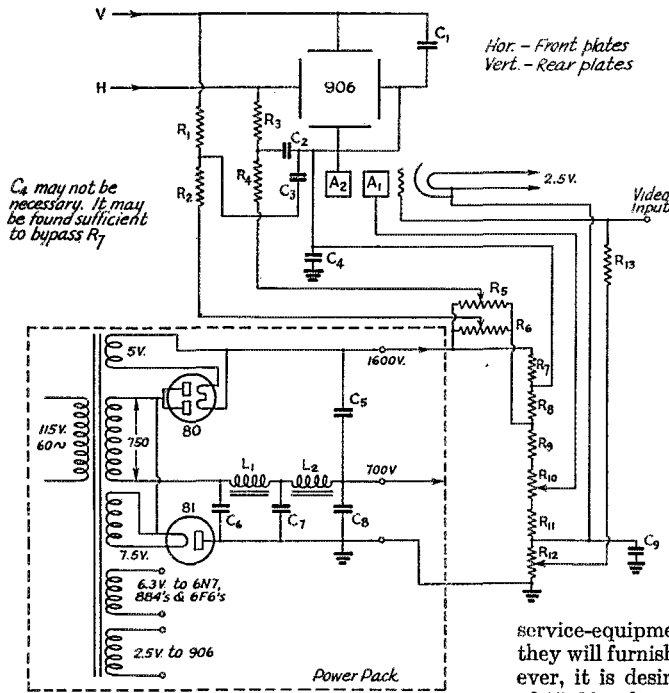 V
C1
Hor. – Front plates
Vert. – Rear plates
H
906
R1
R3
C2
R2
R4
C3
A2
A1
2.5V.
Video Input
C4 may not be
necessary. It may
be found sufficient
to bypass R7
C4
R13
R5
R6
5V.
1600V.
R7
R8
115V.
60~
750
80
C5
R9
L1
L2
700V
R10
81
C6
C7
C8
R11
7.5V.
R12
C9
6.3V. to 6N7,
884's & 6F6's
2.5V. to 906
Power Pack
service-equipme
they will furnish
ever, it is desir